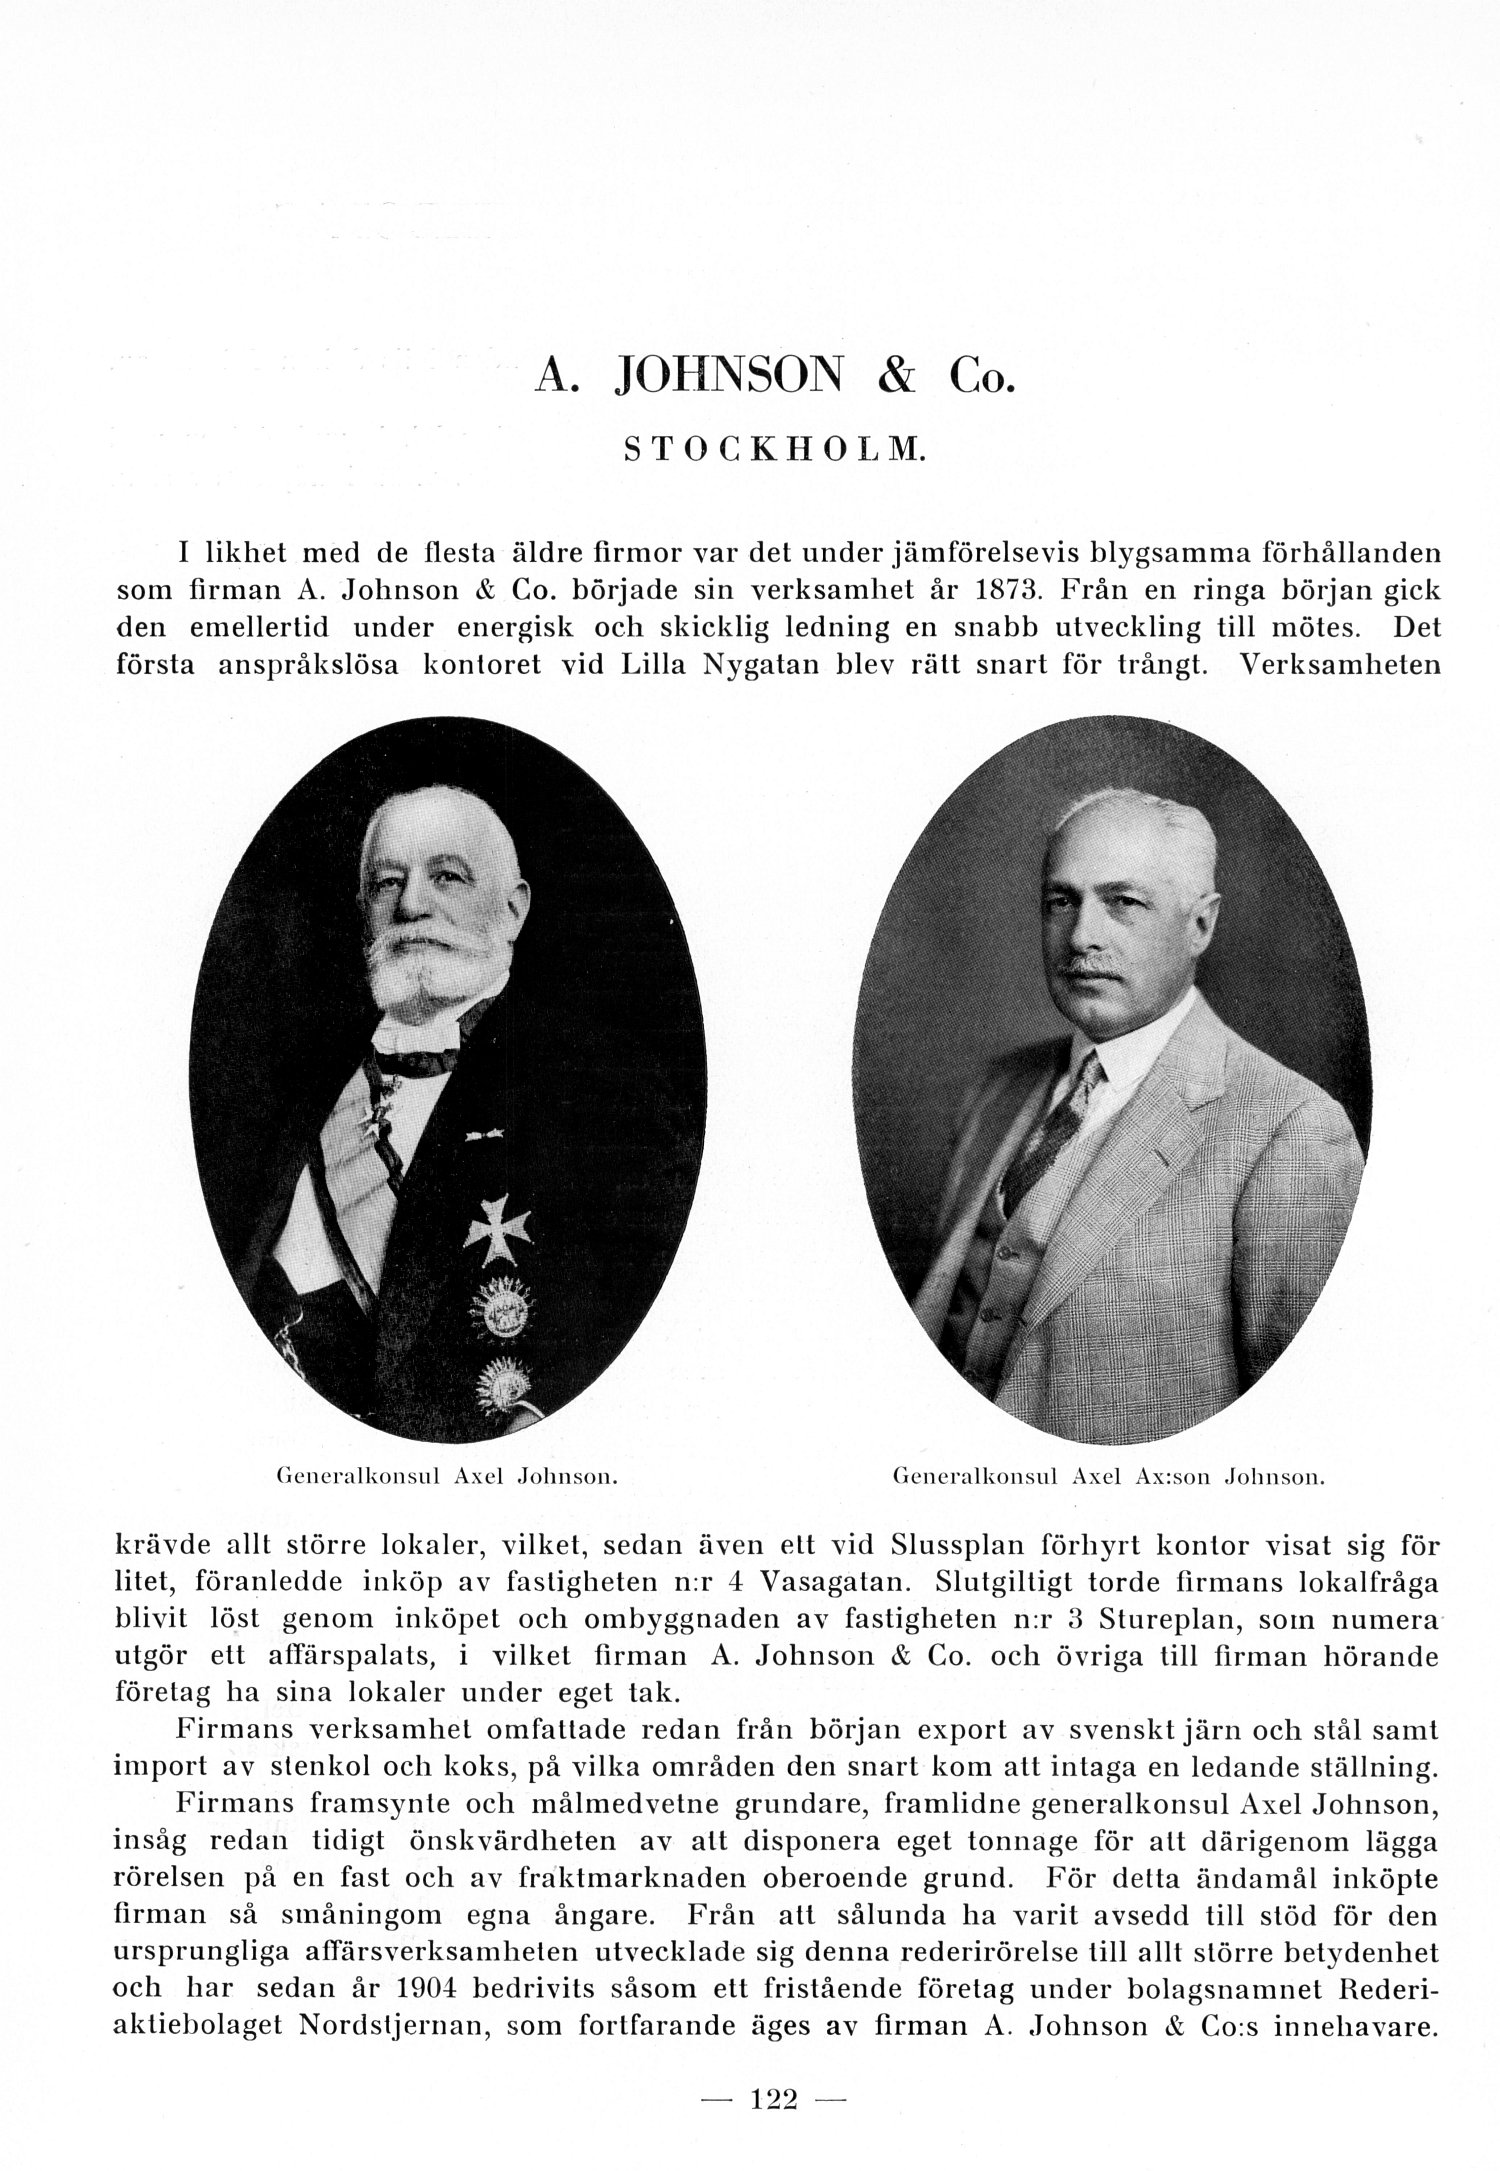 A. JOHNSON & Co.
STOCKHOLM.
I likhet med de flesta äldre firmor var det under jämförelsevis blygsamma förhållanden
som firman A. Johnson & Co. började sin verksamhet år 1873. Från en ringa början gick
den emellertid under energisk och skicklig ledning en snabb utveckling till mötes. Det
första anspråkslösa kontoret vid Lilla Nygatan blev rätt snart för trångt. Verksamheten
Generalkonsul Axel Johnson.
Generalkonsul Axel Ax:son Johnson.
krävde allt större lokaler, vilket, sedan även ett vid Slussplan förhyrt kontor visat sig för
litet, föranledde inköp av fastigheten n:r 4 Vasagatan. Slutgiltigt torde firmans lokalfråga
blivit löst genom inköpet och ombyggnaden av fastigheten n:r 3 Stureplan, som numera
utgör ett affärspalats, i vilket firman A. Johnson & Co. och övriga till firman hörande
företag ha sina lokaler under eget tak.
Firmans verksamhet omfattade redan från början export av svenskt järn och stål samt
import av stenkol och koks, på vilka områden den snart kom att intaga en ledande ställning.
Firmans framsynte och målmedvetne grundare, framlidne generalkonsul Axel Johnson,
insåg redan tidigt önskvärdheten av att disponera eget tonnage för att därigenom lägga
rörelsen på en fast och av fraktmarknaden oberoende grund. För detta ändamål inköpte
firman så småningom egna ångare. Från att sålunda ha varit avsedd till stöd för den
ursprungliga affärsverksamheten utvecklade sig denna rederirörelse till allt större betydenhet
och har sedan år 1904 bedrivits såsom ett fristående företag under bolagsnamnet Rederi-
aktiebolaget Nordstjernan, som fortfarande äges av firman A. Johnson & Co:s innehavare.
— 122 —